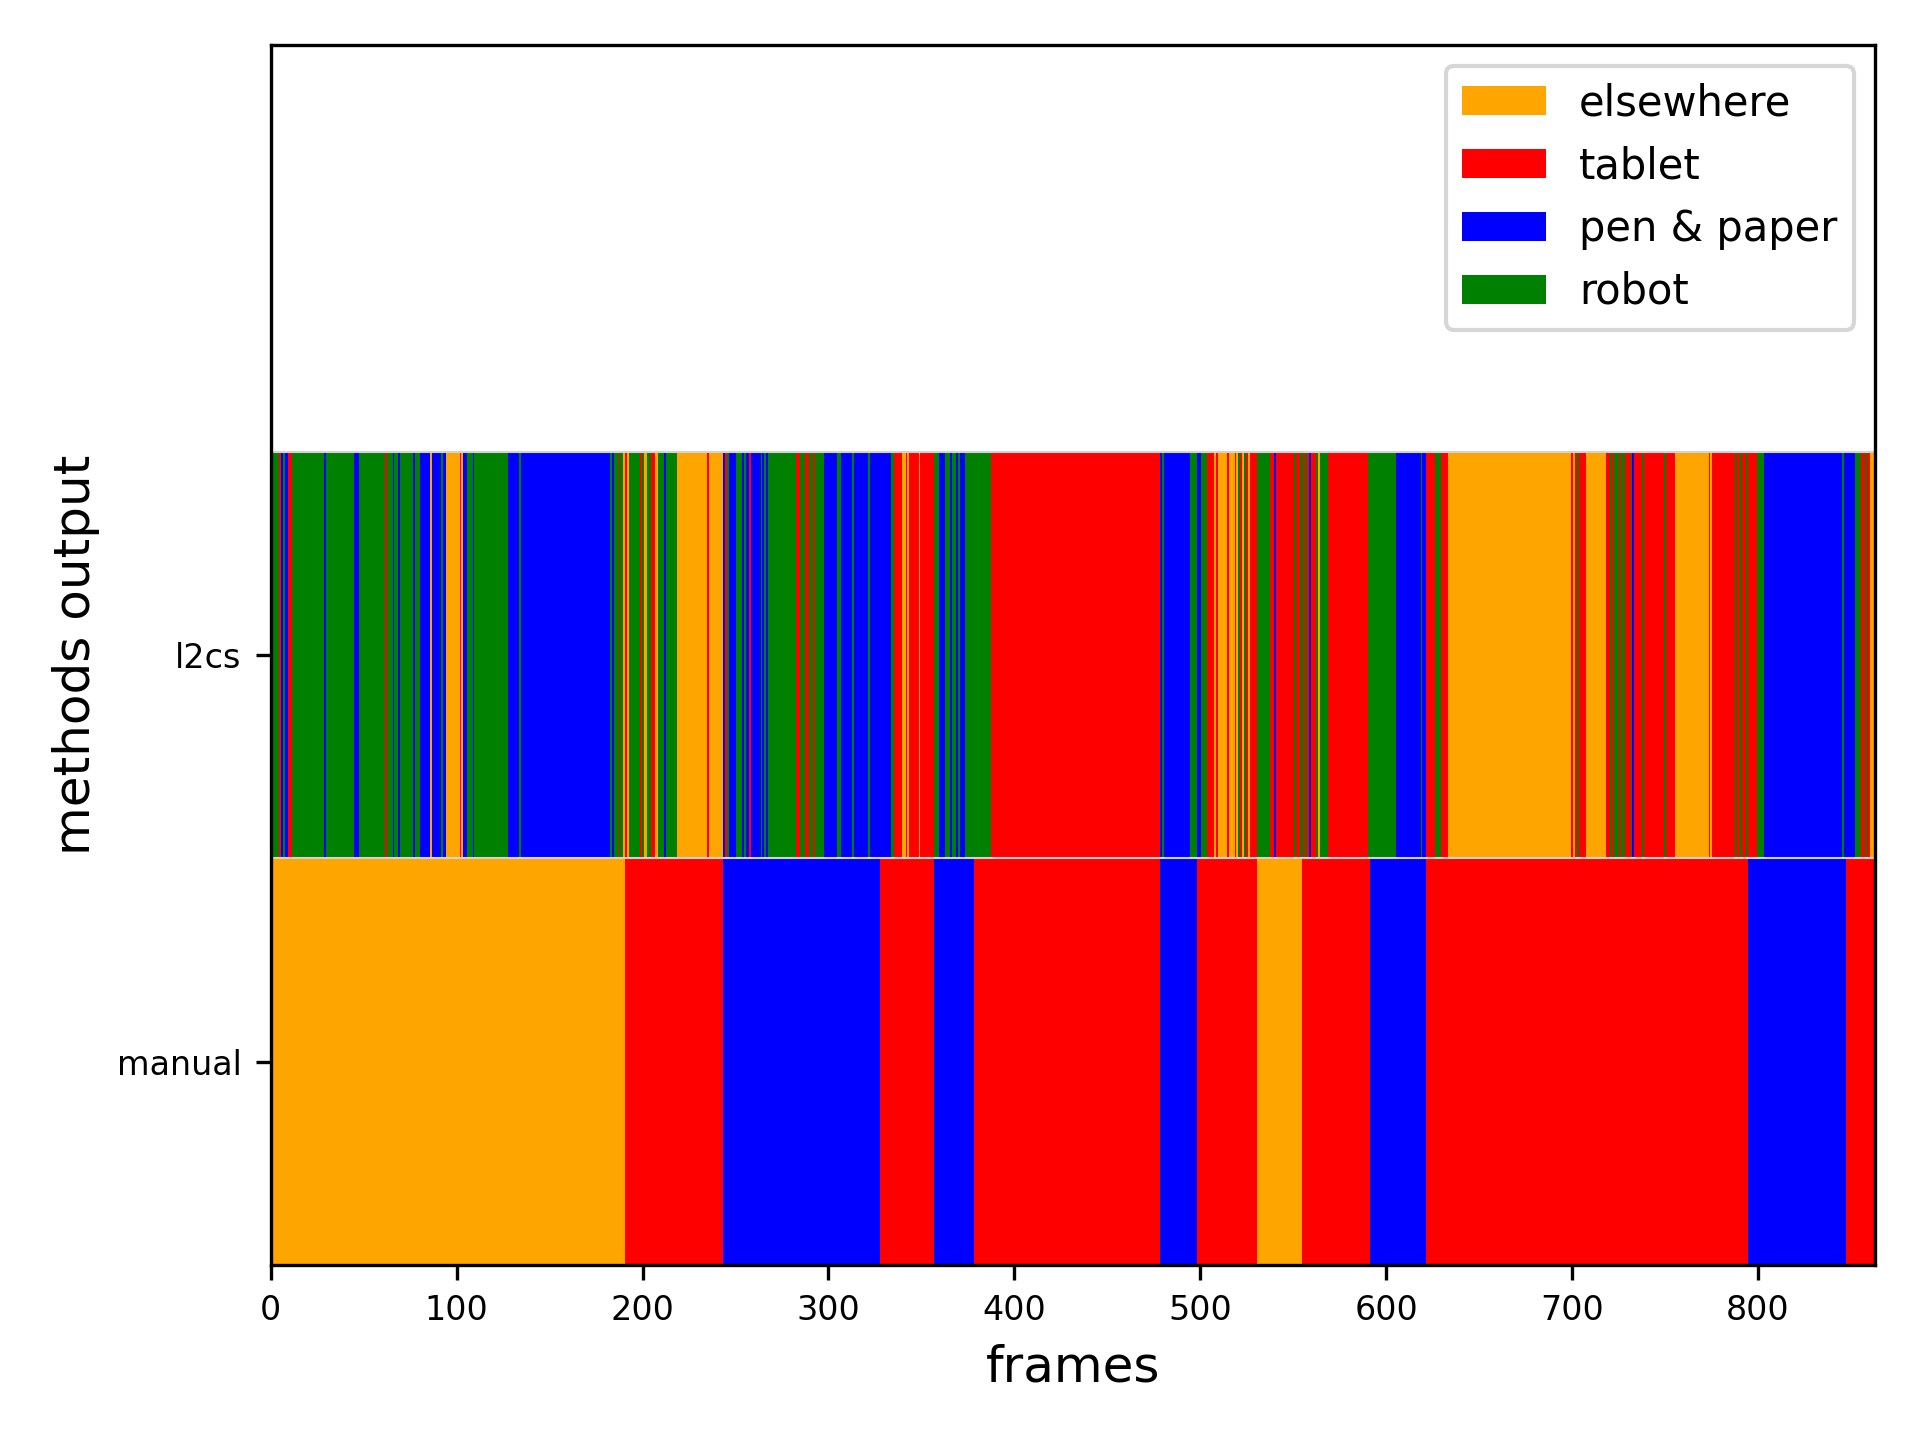 elsewhere
tablet
pen & paper
robot
methods output
l2cs
manual
0 100 200 300 400 500 600 700 800
frames